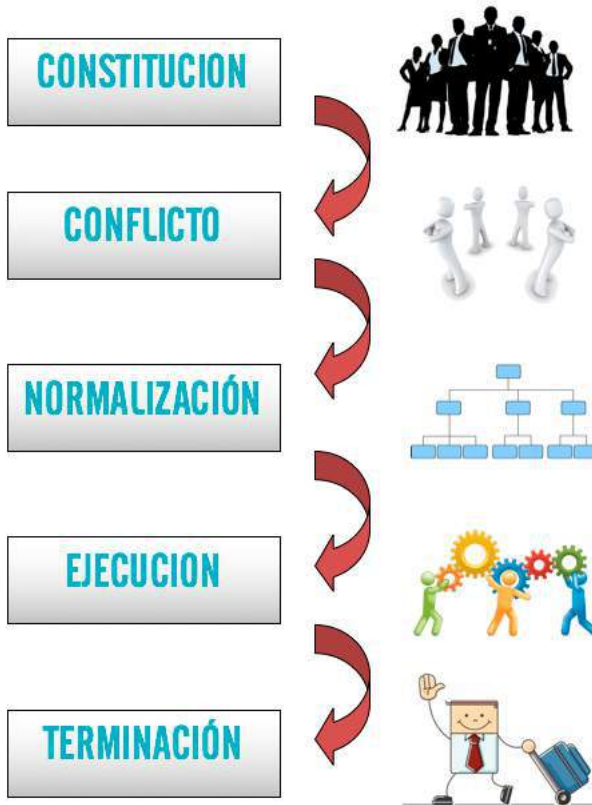 CONSTITUCION
CONFLICTO
NORMALIZACIÓN
EJECUCION
TERMINACIÓN